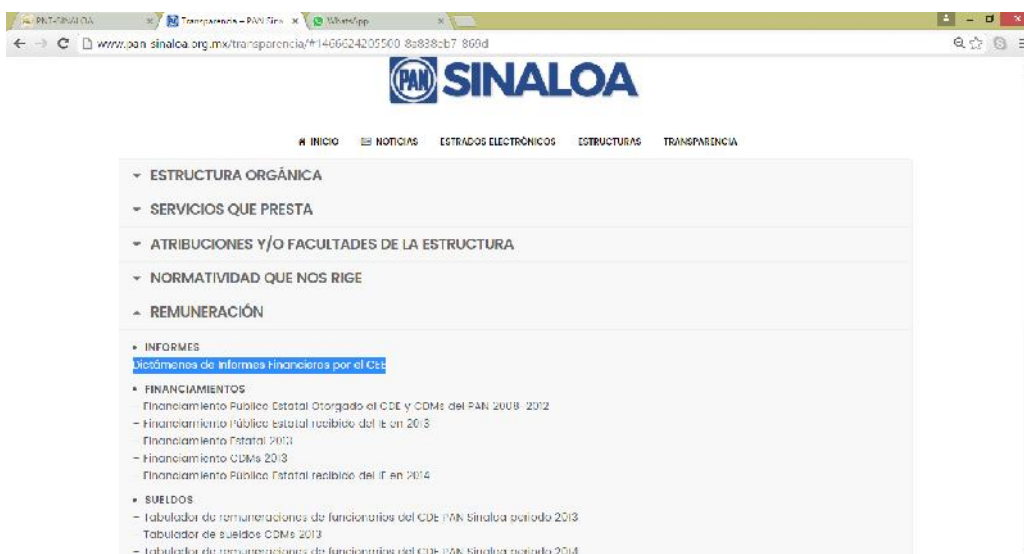 PNT-SINALOA
Transparencia – PAN Sina
WhatsApp
www.pan-sinaloa.org.mx/transparencia/#1466624205500-8a838eb7-869d
PAN SINALOA
INICIO NOTICIAS ESTRADOS ELECTRÓNICOS ESTRUCTURAS TRANSPARENCIA
ESTRUCTURA ORGÁNICA
SERVICIOS QUE PRESTA
ATRIBUCIONES Y/O FACULTADES DE LA ESTRUCTURA
NORMATIVIDAD QUE NOS RIGE
REMUNERACIÓN
• INFORMES
Dictámenes de Informes Financieros por el CEE
• FINANCIAMIENTOS
– Financiamiento Publico Estatal Otorgado al CDE y CDMs del PAN 2008-2012
– Financiamiento Público Estatal recibido del IE en 2013
– Financiamiento Estatal 2013
– Financiamiento CDMs 2013
– Financiamiento Público Estatal recibido del IE en 2014
• SUELDOS
– Tabulador de remuneraciones de funcionarios del CDE PAN Sinaloa periodo 2013
– Tabulador de sueldos CDMs 2013
– Tabulador de remuneraciones de funcionarios del CDE PAN Sinaloa periodo 2014